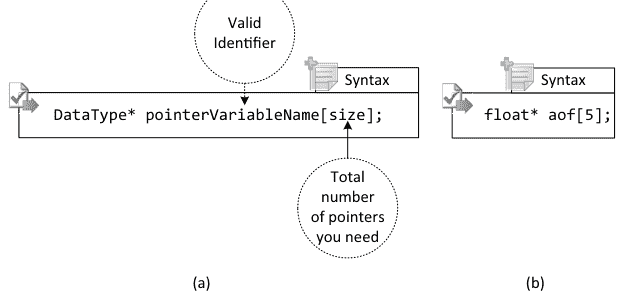 Valid
Identifier
Syntax
DataType* pointerVariableName[size];
Total
number
of pointers
you need
(a)
Syntax
float* aof[5];
(b)